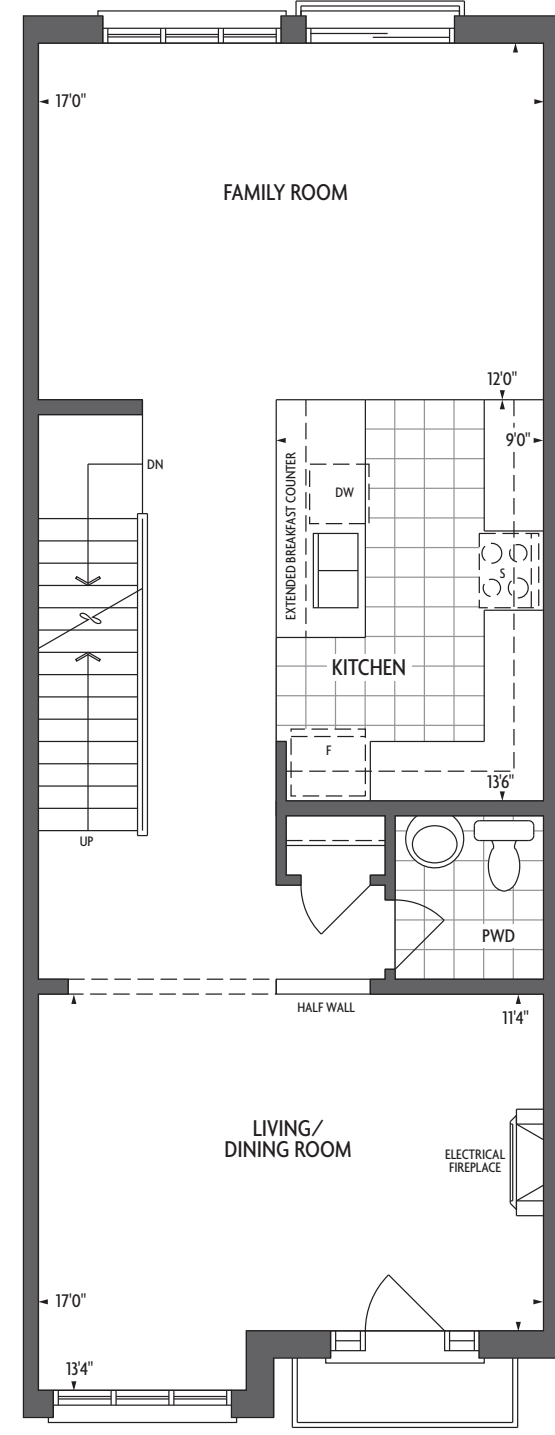 17'0"
FAMILY ROOM
12'0"
9'0"
DN
EXTENDED BREAKFAST COUNTER
DW
S
KITCHEN
F
13'6"
UP
PWD
HALF WALL
11'4"
LIVING/
DINING ROOM
ELECTRICAL
FIREPLACE
17'0"
13'4"